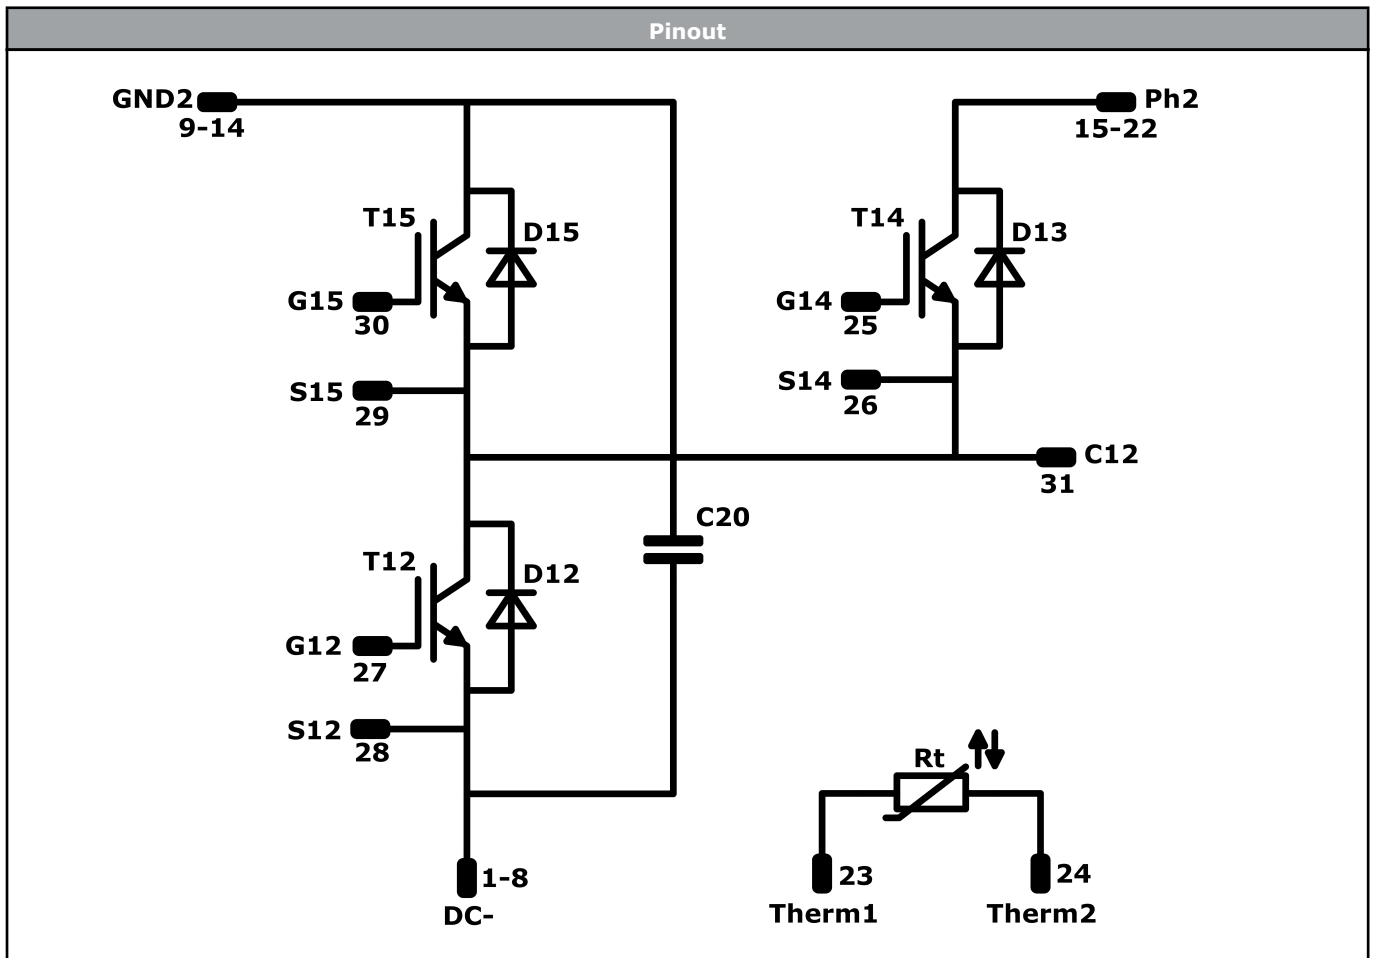 Pinout
GND2
9-14
Ph2
15-22
T15
D15
G15
30
S15
29
T14
D13
G14
25
S14
26
C12
31
C20
T12
D12
G12
27
S12
28
1-8
DC-
Rt
23
Therm1
24
Therm2